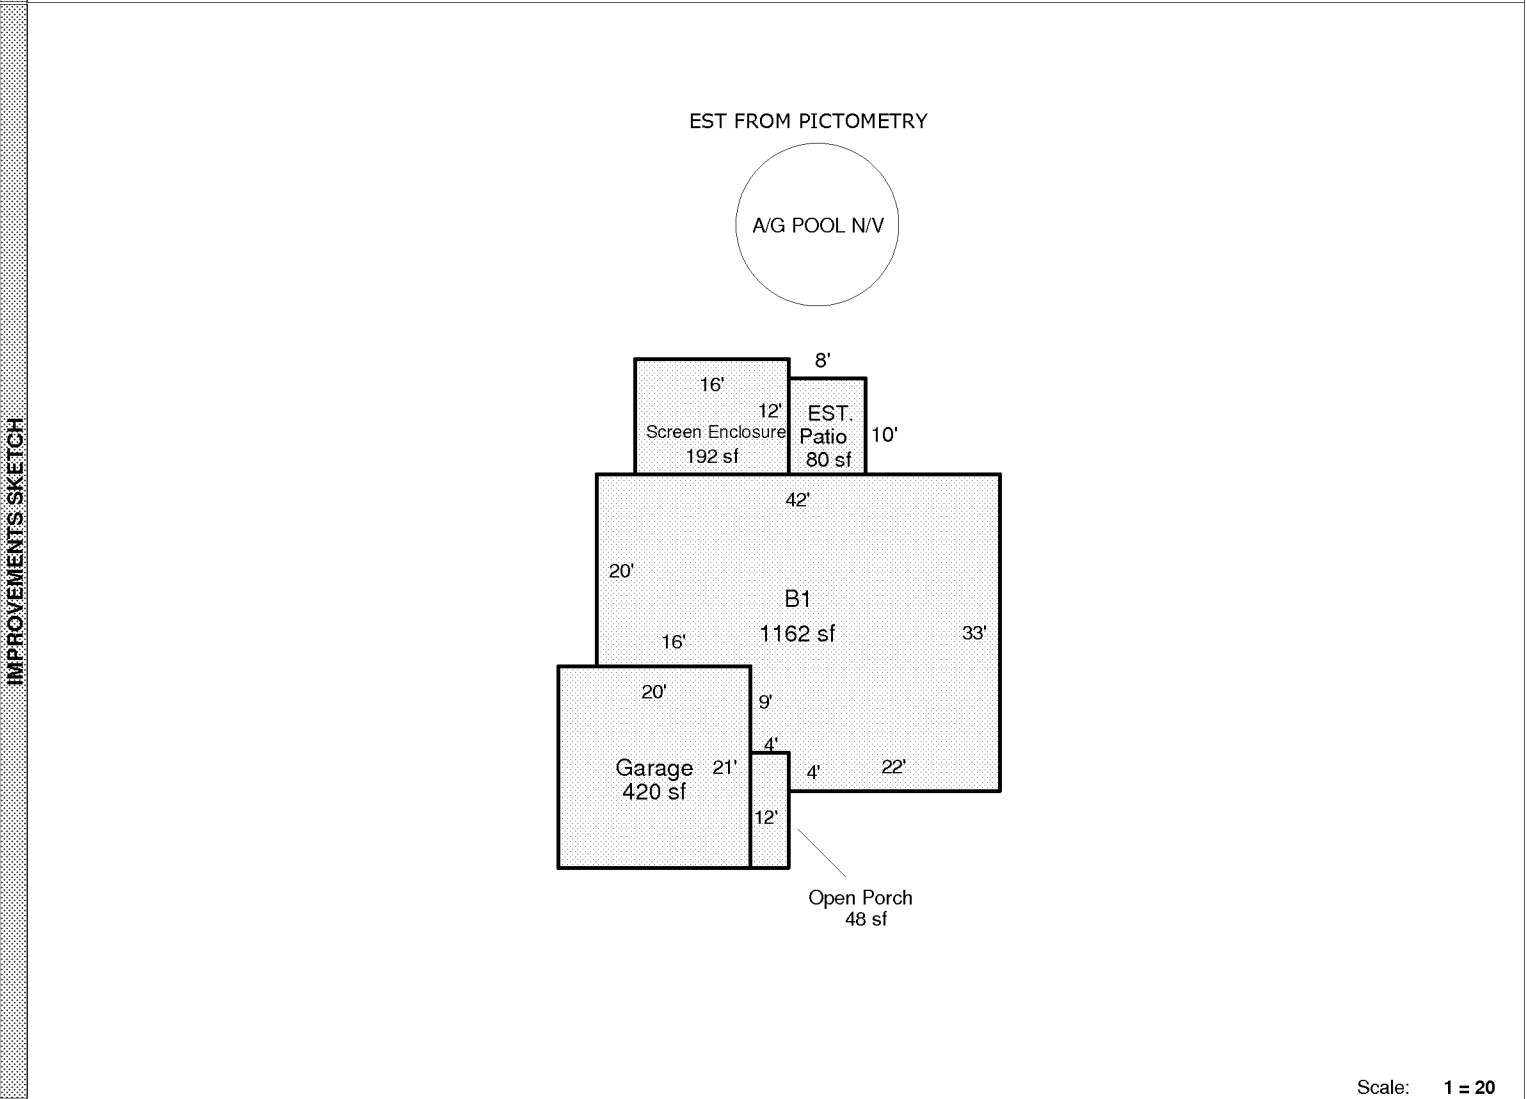 IMPROVEMENTS SKETCH
EST FROM PICTOMETRY
A/G POOL N/V
8'
16'
12'
EST.
Screen Enclosure
Patio
10'
192 sf
80 sf
42'
20'
B1
1162 sf
33'
16'
20'
9'
4'
Garage
21'
4'
22'
420 sf
12'
Open Porch
48 sf
Scale: 1 = 20